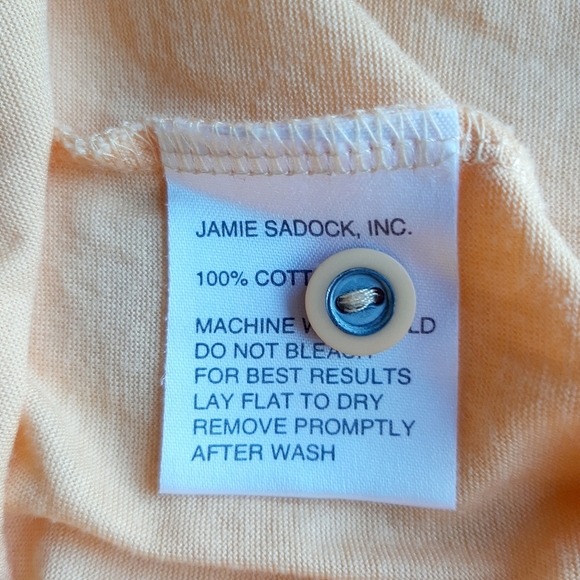 JAMIE SADOCK, INC.
100% COTT
MACHINE W LD
DO NOT BLEACH
FOR BEST RESULTS
LAY FLAT TO DRY
REMOVE PROMPTLY
AFTER WASH